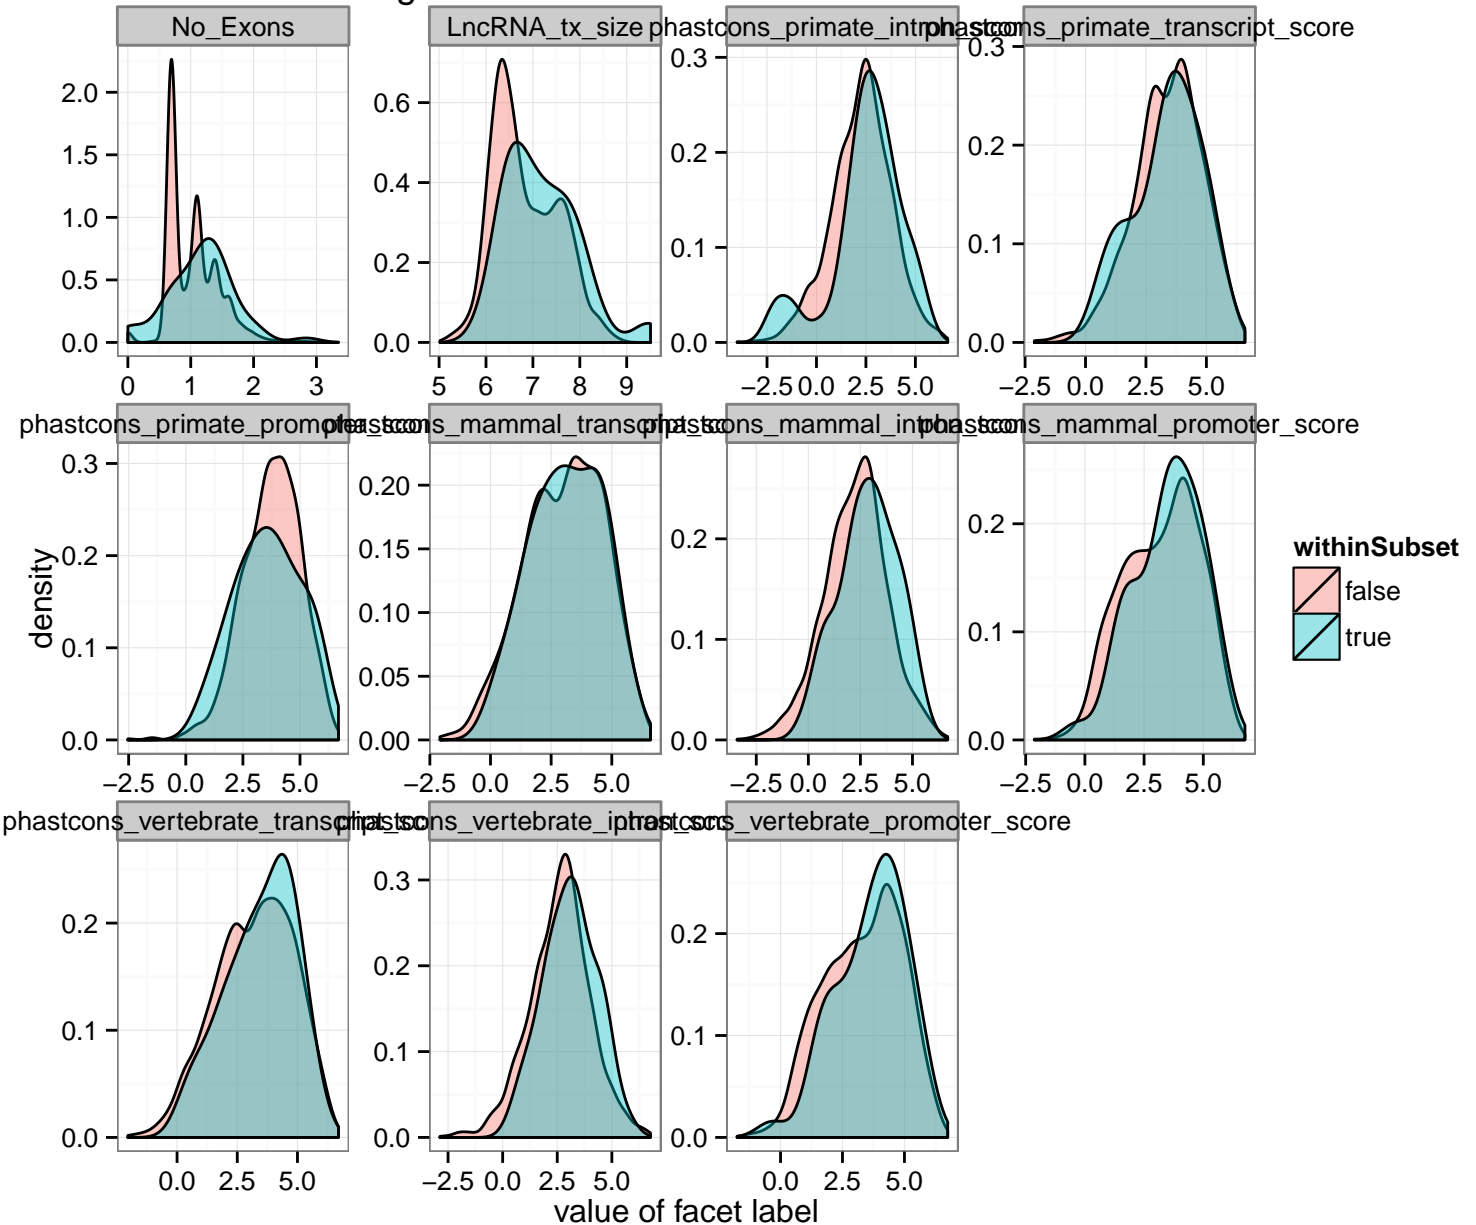 g
No_Exons LncRNA_tx_size phastcons_primate_intron_score phastcons_primate_transcript_score
2.0
1.5
1.0
0.5
0.0
0 1 2 3
0.6
0.4
0.2
0.0
5 6 7 8 9
0.3
0.2
0.1
0.0
−2.5 0.0 2.5 5.0
0.3
0.2
0.1
0.0
−2.5 0.0 2.5 5.0
phastcons_primate_promoter_score phastcons_mammal_transcript_score phastcons_mammal_intron_score phastcons_mammal_promoter_score
0.3
0.2
0.1
0.0
−2.5 0.0 2.5 5.0
0.20
0.15
0.10
0.05
0.00
−2.5 0.0 2.5 5.0
0.2
0.1
0.0
−2.5 0.0 2.5 5.0
0.2
0.1
0.0
−2.5 0.0 2.5 5.0
phastcons_vertebrate_transcript_score phastcons_vertebrate_intron_score phastcons_vertebrate_promoter_score
0.2
0.1
0.0
0.0 2.5 5.0
0.3
0.2
0.1
0.0
−2.5 0.0 2.5 5.0
0.2
0.1
0.0
0.0 2.5 5.0
density
value of facet label
withinSubset
false
true